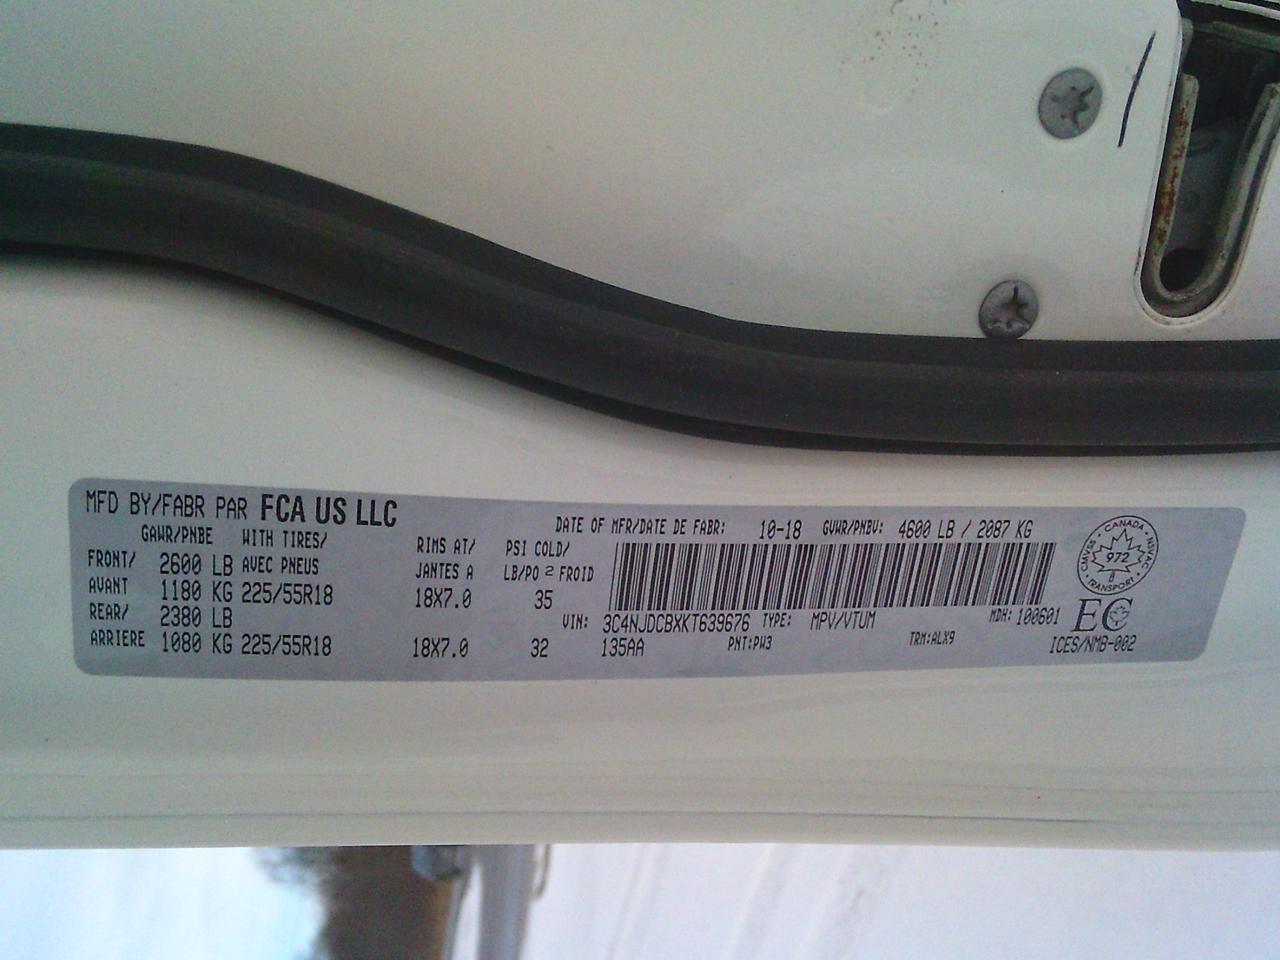 MFD BY/FABR PAR FCA US LLC
DATE OF MFR/DATE DE FABR: 10-18 GVWR/PNBV: 4600 LB / 2087 KG
GAWR/PNBE WITH TIRES/ RIMS AT/ PSI COLD/
FRONT/ 2600 LB AVEC PNEUS JANTES A LB/PO 2 FROID
AVANT 1180 KG 225/55R18 18X7.0 35
REAR/ 2380 LB
VIN: 3C4NJDCBXKT639676 TYPE: MPV/VTUM MDH: 100601
ARRIERE 1080 KG 225/55R18 18X7.0 32 135AA PNT:PW3 TRM:ALX9 ICES/NMB-002
CANADA
CMVSS NSVAC
972
TRANSPORT
EC